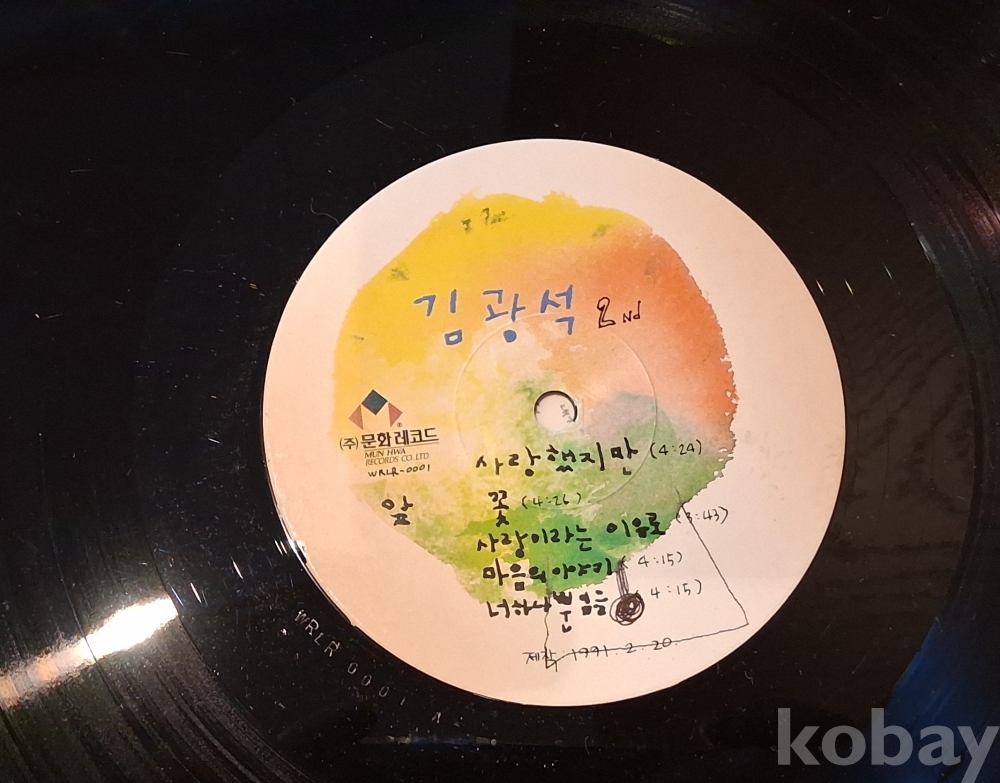 김광석 2ND
(주)문화레코드
MUN HWA
RECORDS CO.LTD
WRLR-0001
앞
사랑했지만 (4:24)
꽃 (4:26)
사랑이라는 이유로 (3:43)
마음의 이야기 (4:15)
너하나뿐임을 (4:15)
제작: 1991. 2. 20.
WRLR 0001 A
kobay